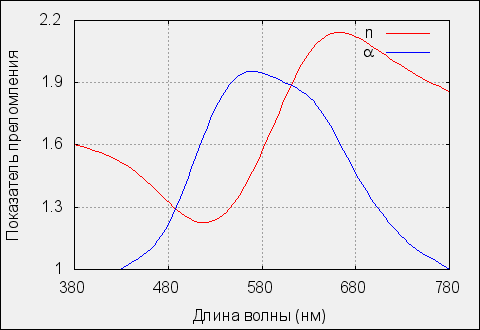 2.2
n
α
1.9
1.6
1.3
1
380
480
580
680
780
Показатель преломления
Длина волны (нм)